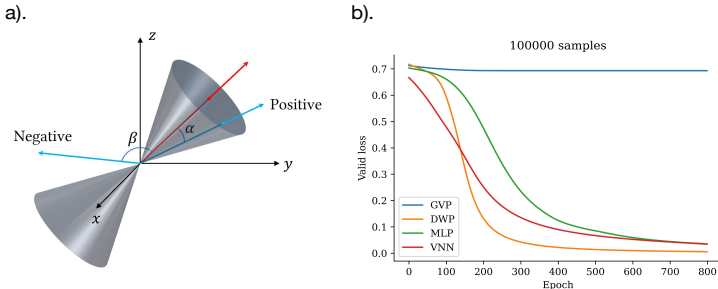 a).
z
Positive
α
β
Negative
y
x
b).
100000 samples
Valid loss
0.7
0.6
0.5
0.4
0.3
0.2
0.1
0.0
GVP
DWP
MLP
VNN
0 100 200 300 400 500 600 700 800
Epoch